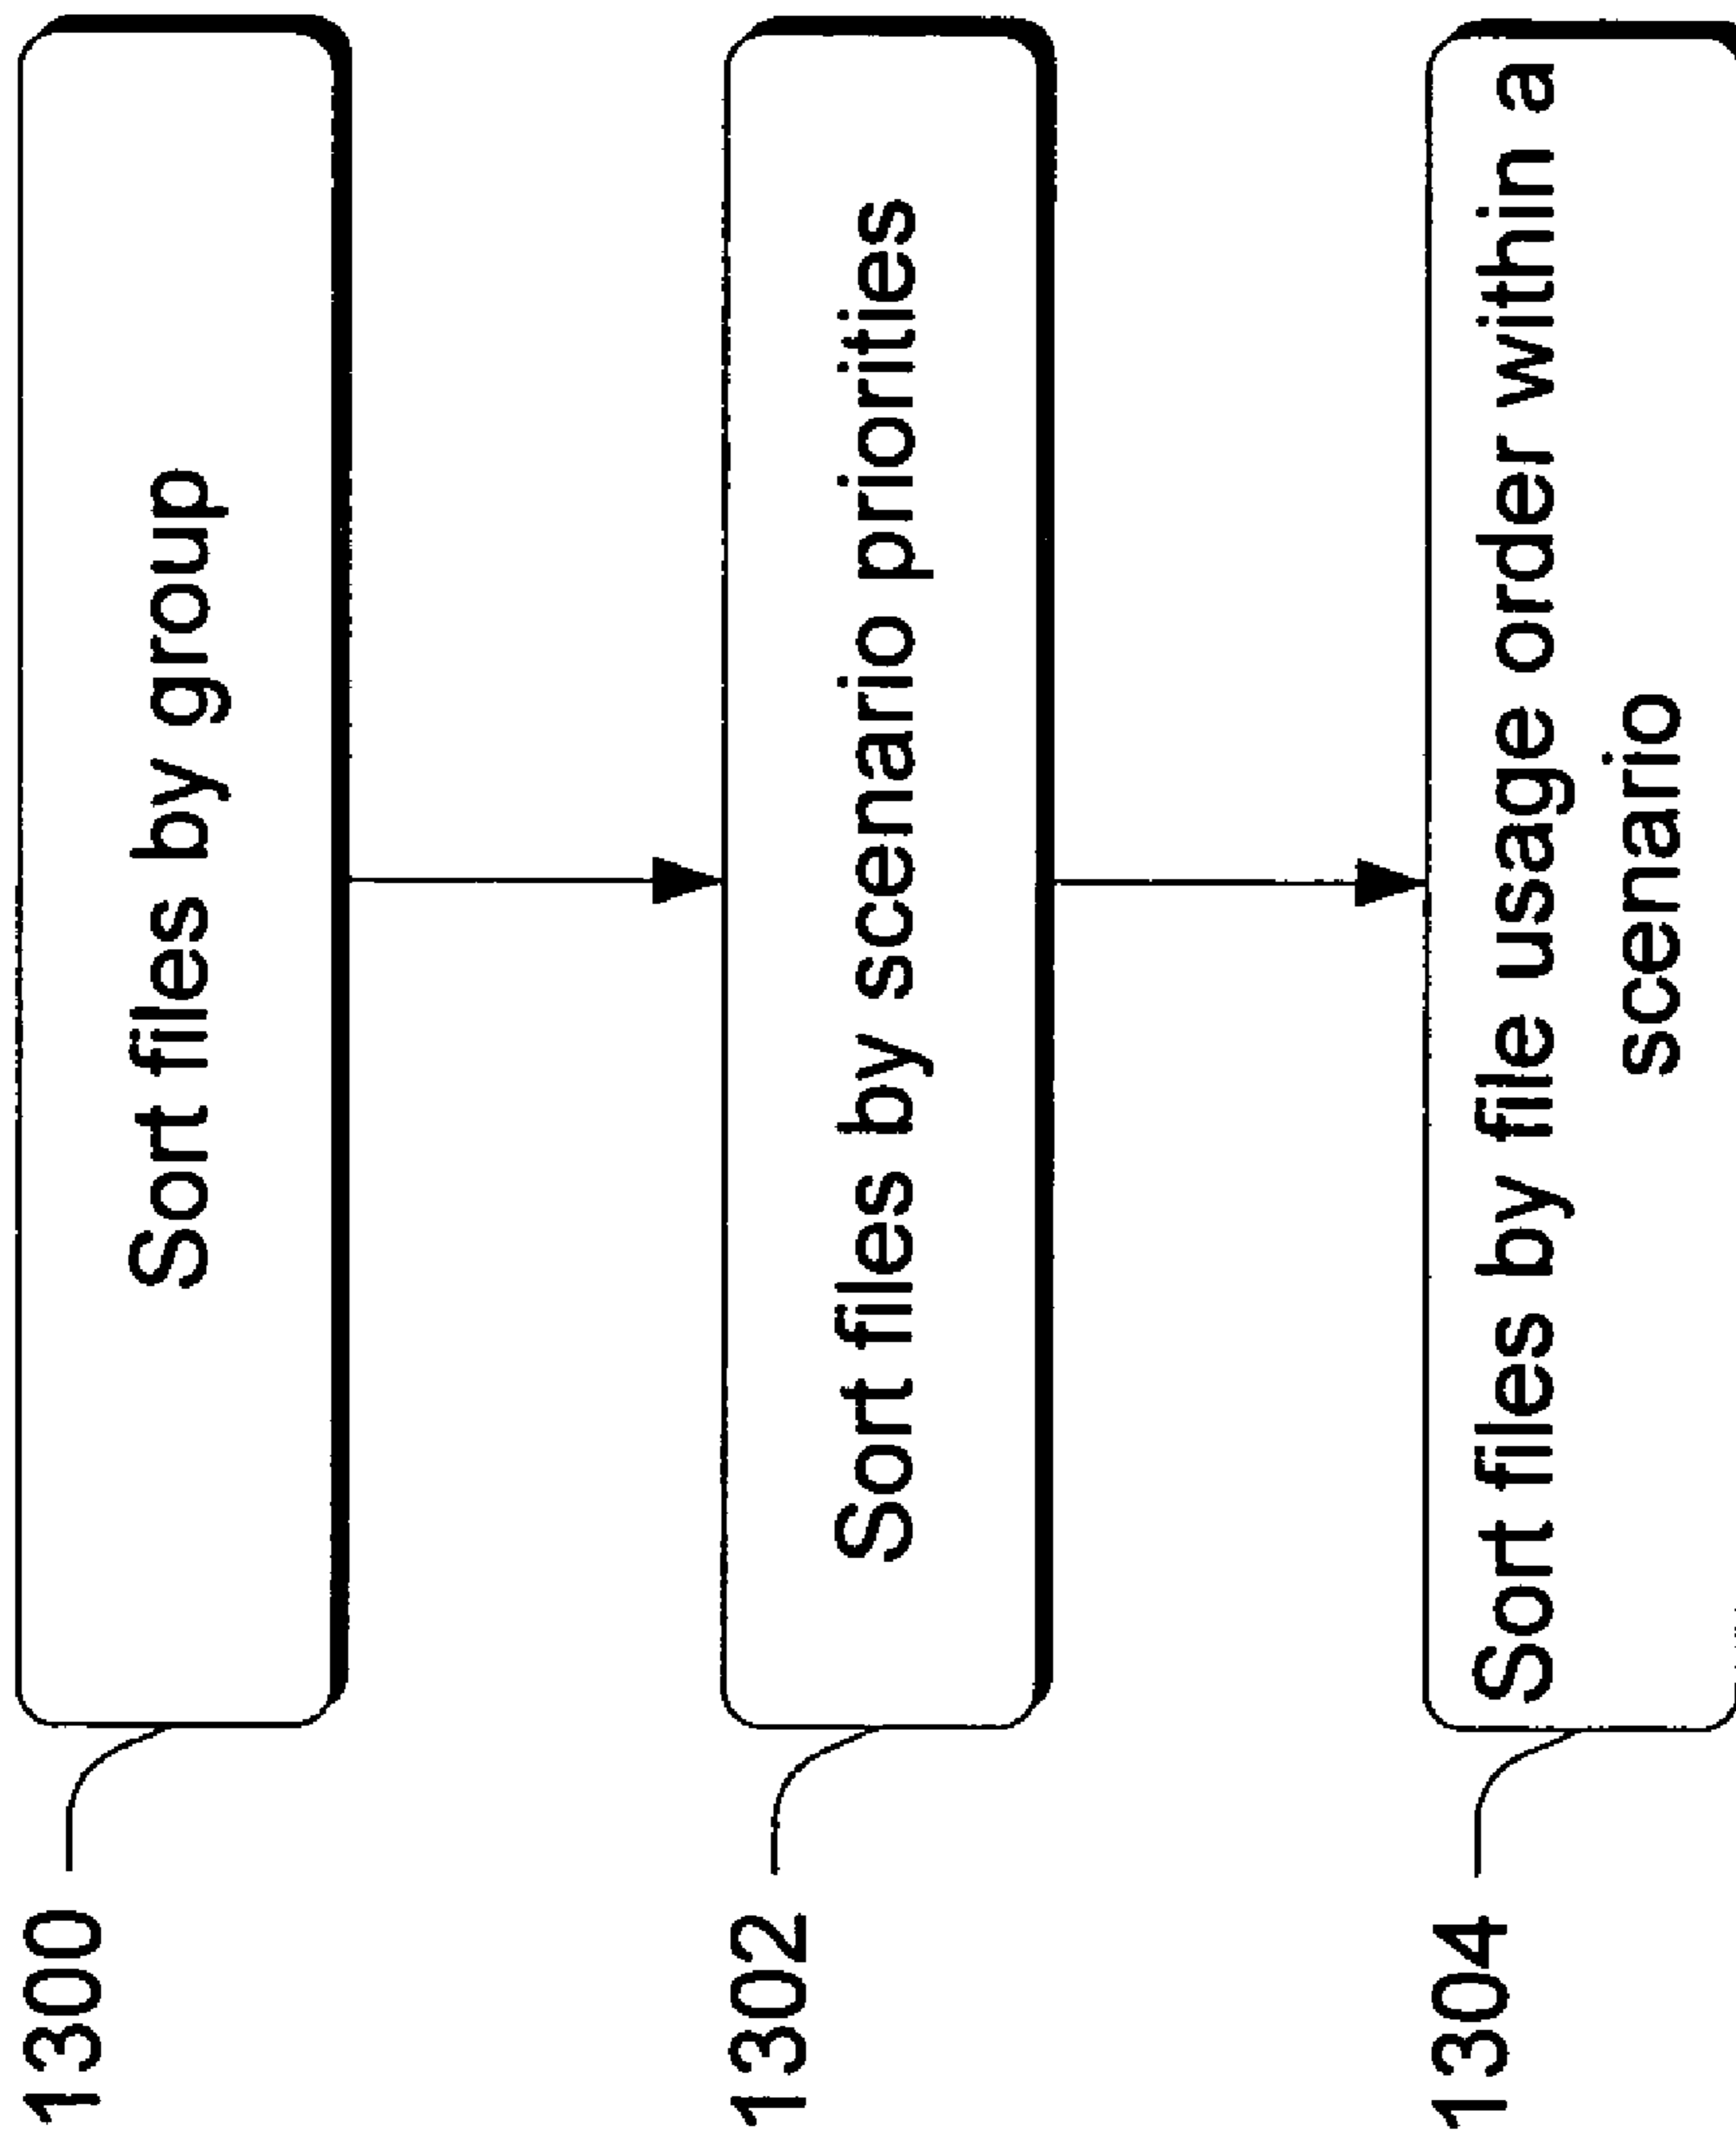 1300
Sort files by group
1302
Sort files by scenario priorities
1304
Sort files by file usage order within a
scenario